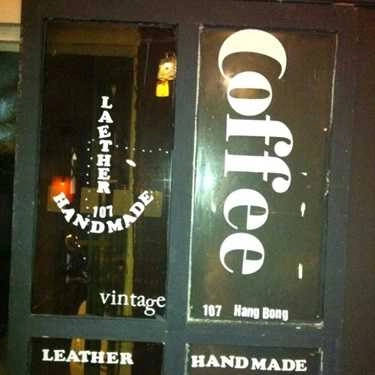 LAETHER
107
HANDMADE
vintage
Coffee
107 Hang Bong
LEATHER
HANDMADE